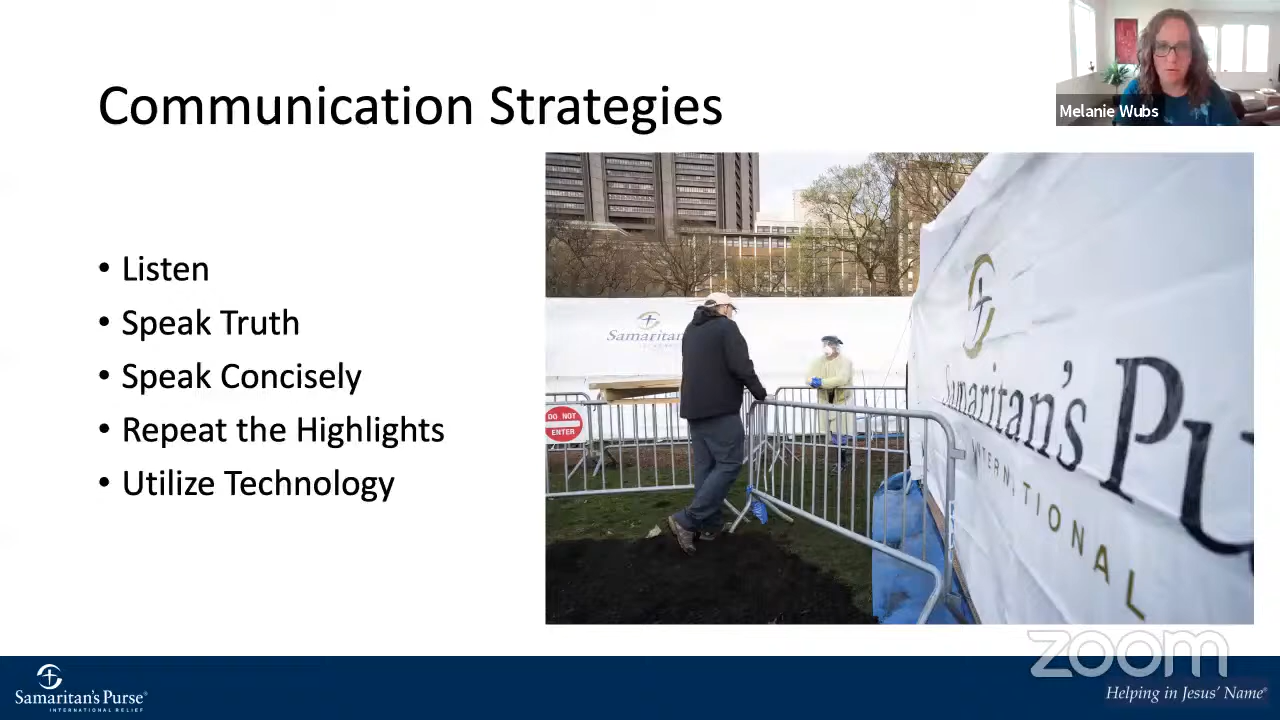 Communication Strategies
Melanie Wubs
• Listen
• Speak Truth
• Speak Concisely
• Repeat the Highlights
• Utilize Technology
Samaritan
DO NOT
ENTER
Samaritan's Pu
INTERNATIONAL
zoom
Samaritan's Purse®
INTERNATIONAL RELIEF
Helping in Jesus' Name®